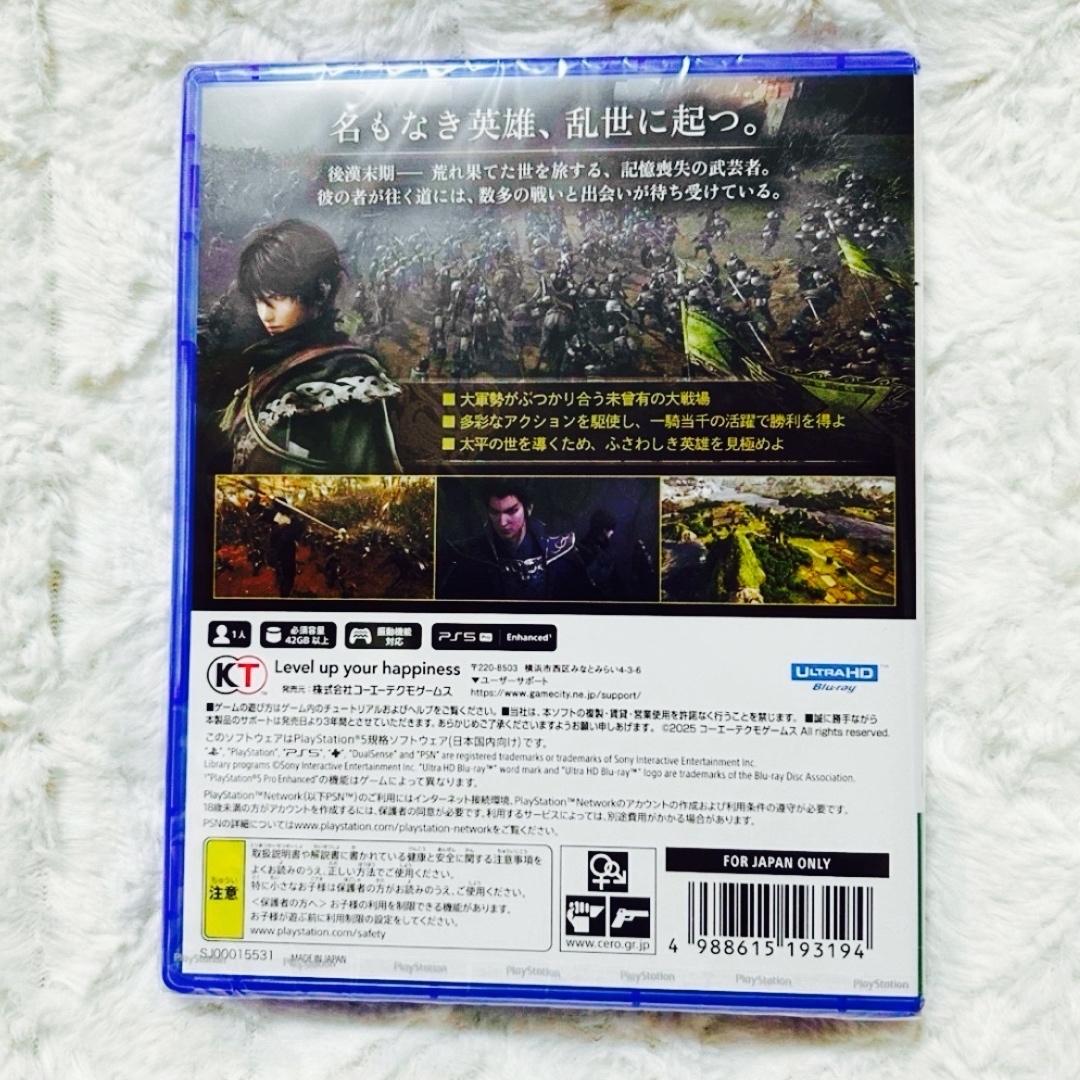 名もなき英雄、乱世に起つ。
後漢末期── 荒れ果てた世を旅する、記憶喪失の武芸者。
彼の者が往く道には、数多の戦いと出会いが待ち受けている。
■ 大軍勢がぶつかり合う未曾有の大戦場
■ 多彩なアクションを駆使し、一騎当千の活躍で勝利を得よ
■ 太平の世を導くため、ふさわしき英雄を見極めよ
1人
必須容量
42GB 以上
振動機能
対応
PS5 Pro Enhanced¹
KT
Level up your happiness
発売元：株式会社コーエーテクモゲームス
〒220-8503 横浜市西区みなとみらい4-3-6
▼ユーザーサポート
https://www.gamecity.ne.jp/support/
ULTRA HD
Blu-ray™
■ゲームの遊び方はゲーム内のチュートリアルおよびヘルプをご覧ください。■当社は、本ソフトの複製・賃貸・営業使用を許諾なく行うことを禁じます。■誠に勝手ながら
本製品のサポートは発売日より3年間とさせていただきます。あらかじめご了承くださいますようお願い申しあげます。©2025 コーエーテクモゲームス All rights reserved.
このソフトウェアはPlayStation®5規格ソフトウェア(日本国内向け)です。
"PlayStation", "PS5", "DualSense" and "PSN" are registered trademarks or trademarks of Sony Interactive Entertainment Inc.
Library programs ©Sony Interactive Entertainment Inc. "Ultra HD Blu-ray™" word mark and "Ultra HD Blu-ray™" logo are trademarks of the Blu-ray Disc Association.
¹"PlayStation®5 Pro Enhanced"の機能はゲームによって異なります。
PlayStation™Network(以下PSN™)のご利用にはインターネット接続環境、PlayStation™Networkのアカウントの作成および利用条件の遵守が必要です。
18歳未満の方がアカウントを作成するには、保護者の同意が必要です。利用するサービスによっては、別途費用がかかる場合があります。
PSNの詳細についてはwww.playstation.com/playstation-networkをご覧ください。
注意
取扱説明書や解説書に書かれている健康と安全に関する注意事項を
よくお読みのうえ、正しい方法でご使用ください。
特に小さなお子様は保護者の方がお読みのうえ、ご使用ください。
＜保護者の方へ＞ お子様の利用を制限できる機能があります。
お子様が遊ぶ前に利用制限の設定をしてください。
www.playstation.com/safety
www.cero.gr.jp
FOR JAPAN ONLY
4 988615 193194
SJ00015531 MADE IN JAPAN
PlayStation PlayStation PlayStation PlayStation PlayStation PlayStation PlayStation